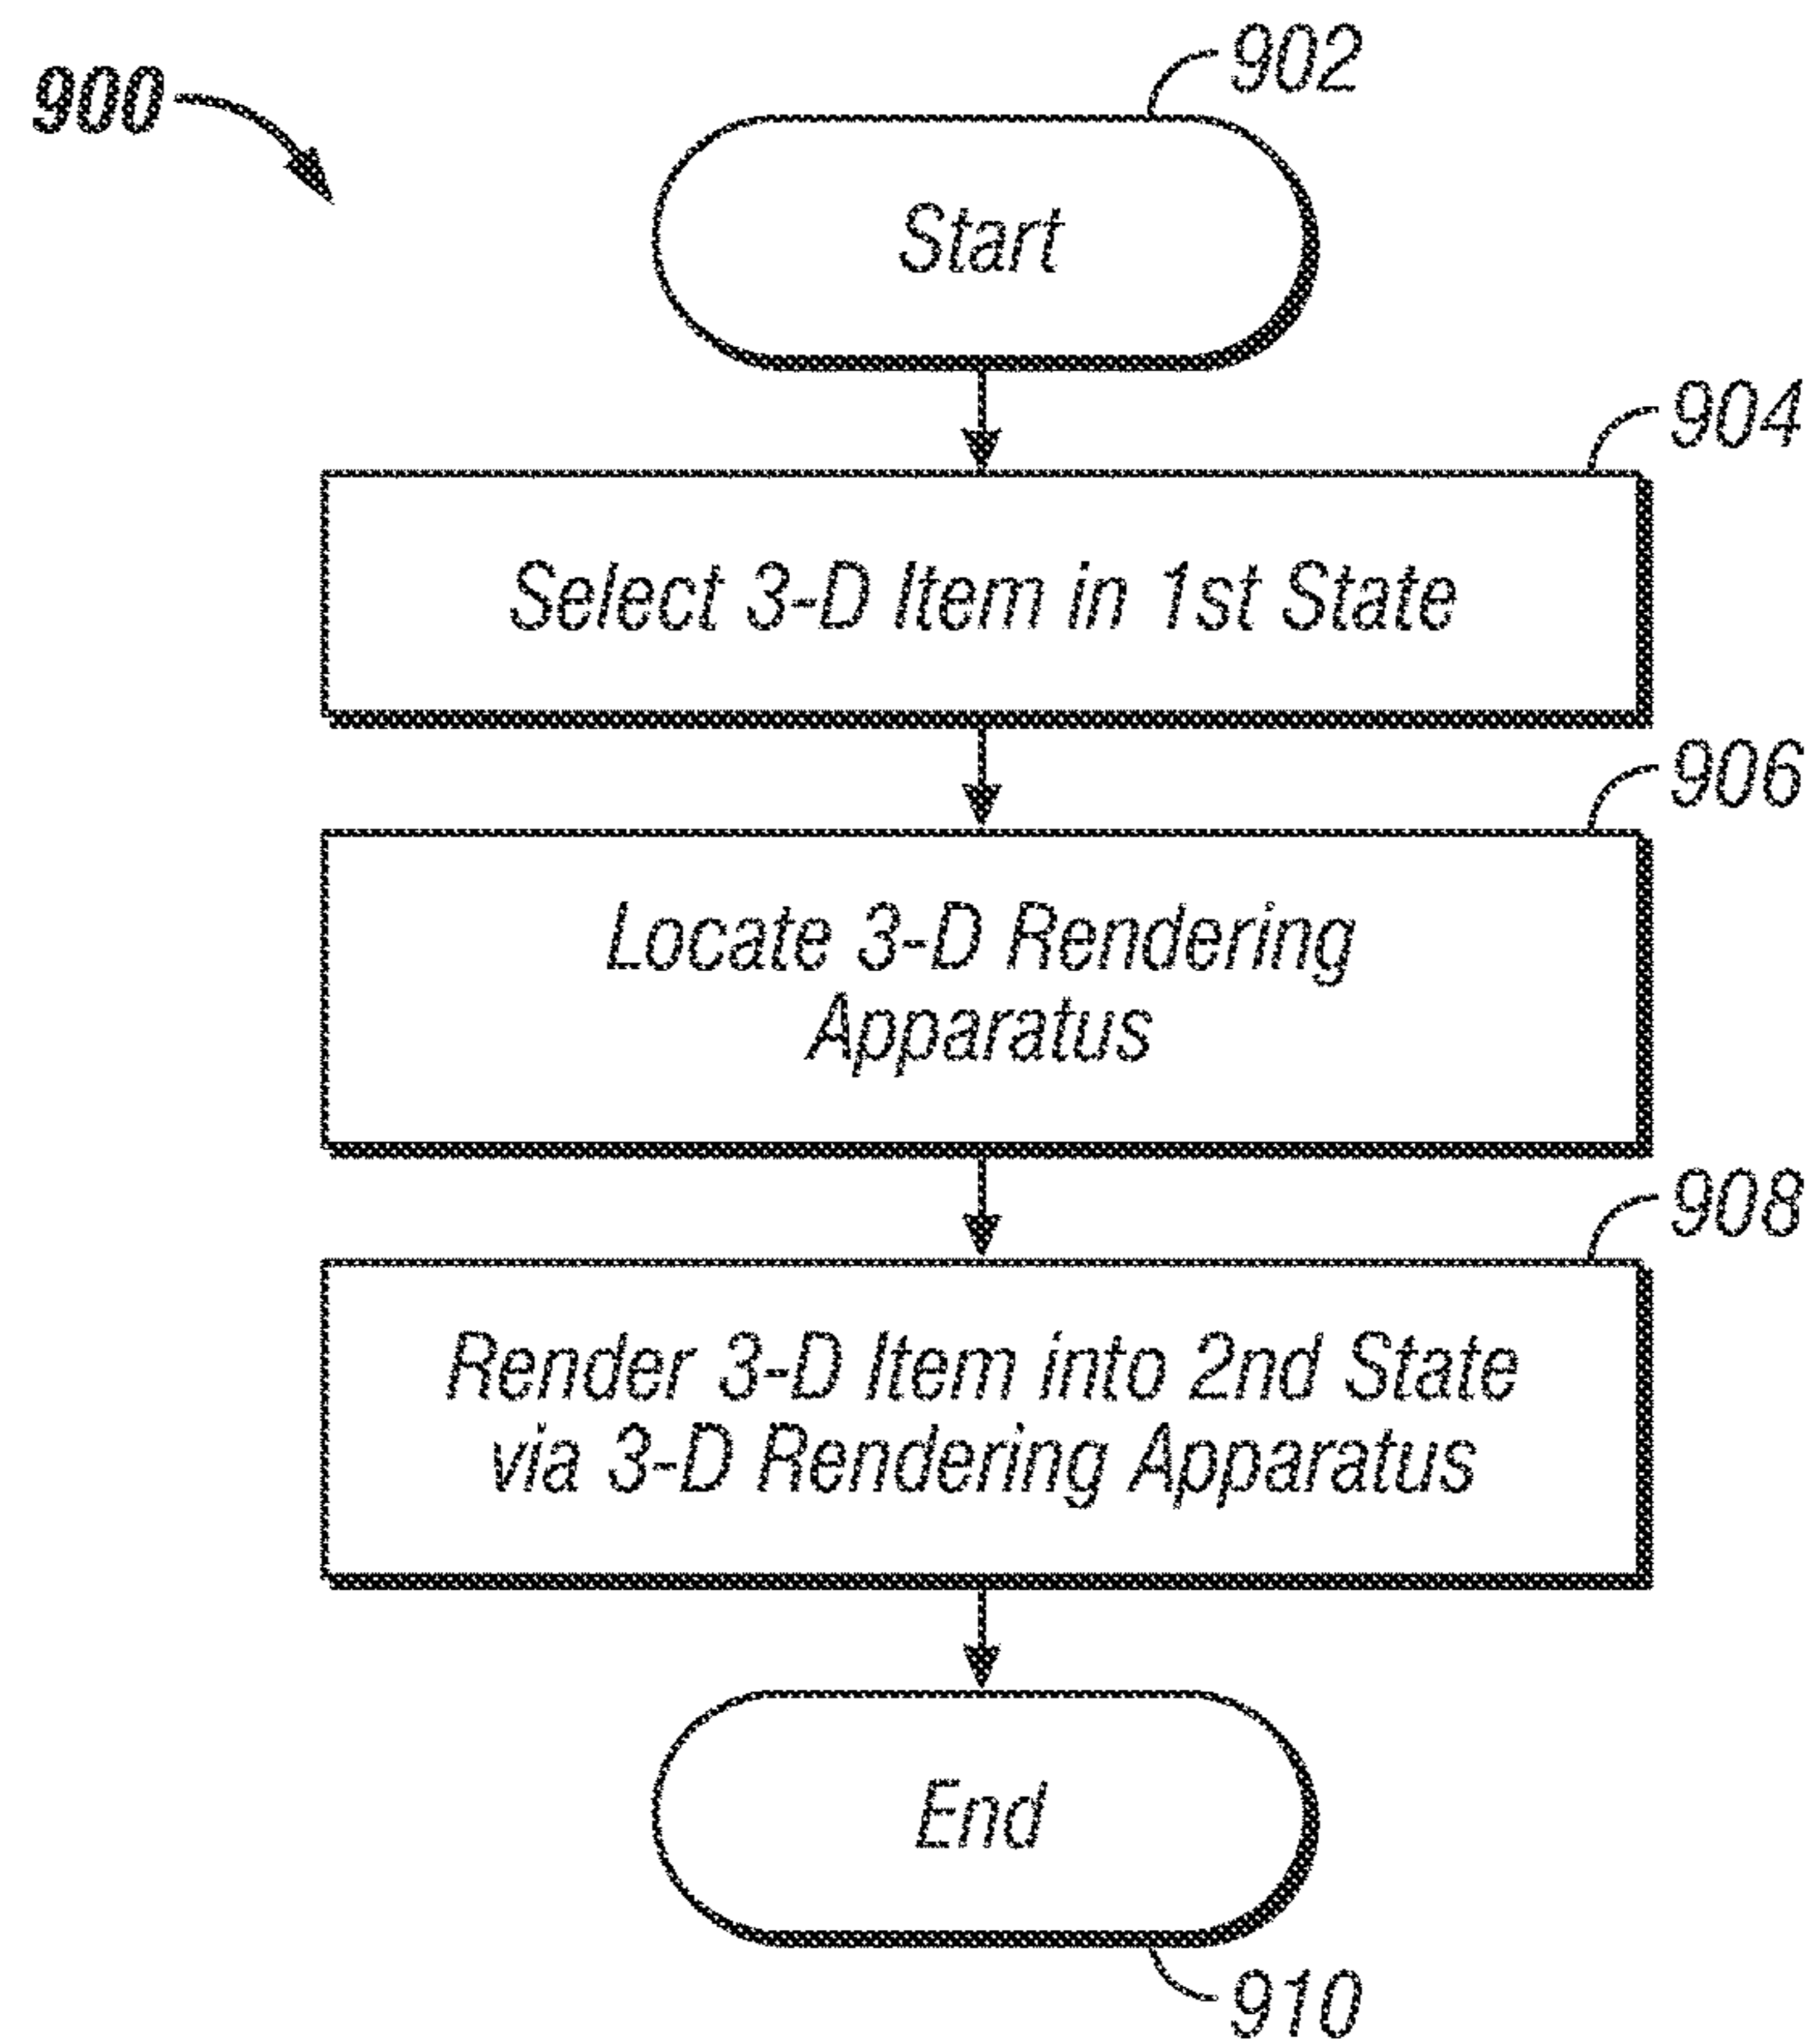 900
902
Start
904
Select 3-D Item in 1st State
906
Locate 3-D Rendering
Apparatus
908
Render 3-D Item into 2nd State
via 3-D Rendering Apparatus
End
910